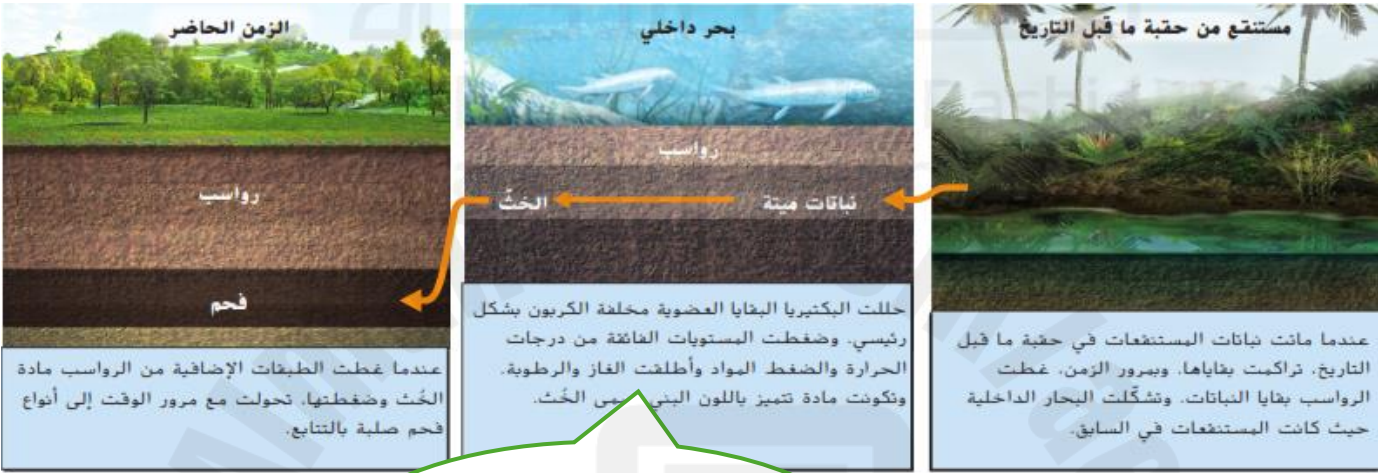 مستنقع من حقبة ما قبل التاريخ
عندما ماتت نباتات المستنقعات في حقبة ما قبل
التاريخ، تراكمت بقاياها. وبمرور الزمن، غطت
الرواسب بقايا النباتات. وتشكّلت البحار الداخلية
حيث كانت المستنقعات في السابق.
بحر داخلي
رواسب
نباتات ميتة
الخثّ
حللت البكتيريا البقايا العضوية مخلفة الكربون بشكل
رئيسي. وضغطت المستويات الفائقة من درجات
الحرارة والضغط المواد وأطلقت الغاز والرطوبة.
وتكونت مادة تتميز باللون البني الخُث.
الزمن الحاضر
رواسب
فحم
عندما غطت الطبقات الإضافية من الرواسب مادة
الخُث وضغطتها، تحولت مع مرور الوقت إلى أنواع
فحم صلبة بالتتابع.